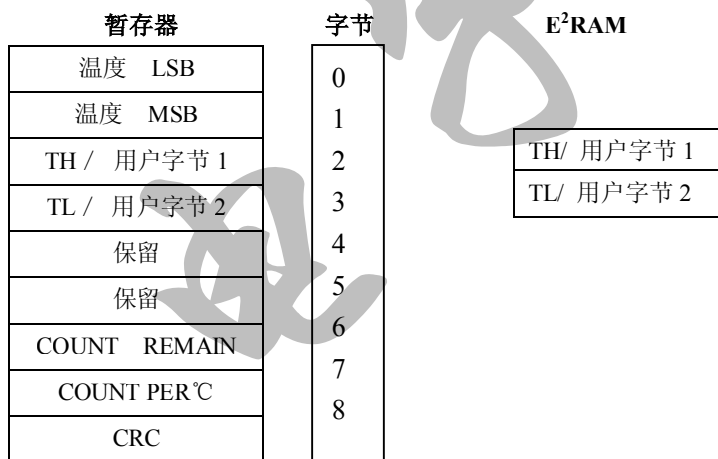 暂存器 字节 E²RAM
温度 LSB 0
温度 MSB 1
TH / 用户字节 1 2 TH/ 用户字节 1
TL / 用户字节 2 3 TL/ 用户字节 2
保留 4
保留 5
COUNT REMAIN 6
COUNT PER℃ 7
CRC 8